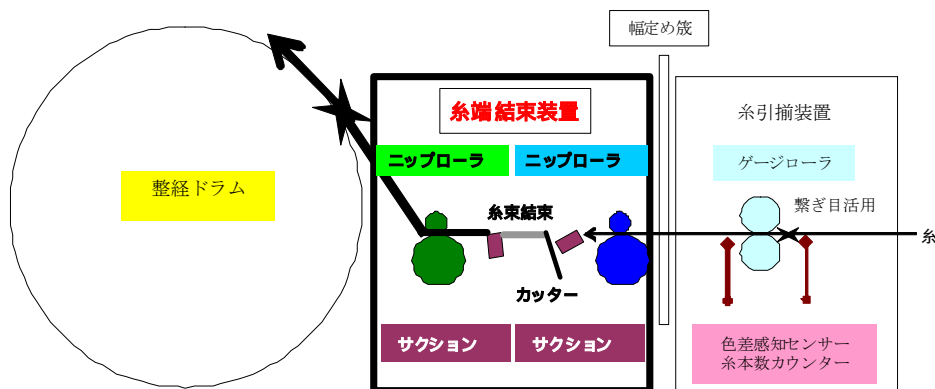 幅定め筬
糸端結束装置
糸引揃装置
ニップローラ
ニップローラ
ゲージローラ
整経ドラム
糸束結束
繋ぎ目活用
糸
カッター
サクション
サクション
色差感知センサー
糸本数カウンター